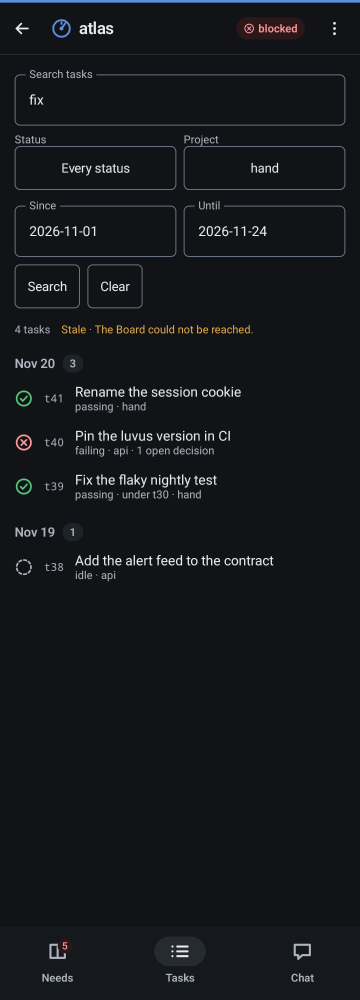 atlas
blocked
Search tasks
fix
Status
Project
Every status
hand
Since
Until
2026-11-01
2026-11-24
Search
Clear
4 tasks Stale · The Board could not be reached.
Nov 20 3
t41 Rename the session cookie
passing · hand
t40 Pin the luvus version in CI
failing · api · 1 open decision
t39 Fix the flaky nightly test
passing · under t30 · hand
Nov 19 1
t38 Add the alert feed to the contract
idle · api
5
Needs
Tasks
Chat